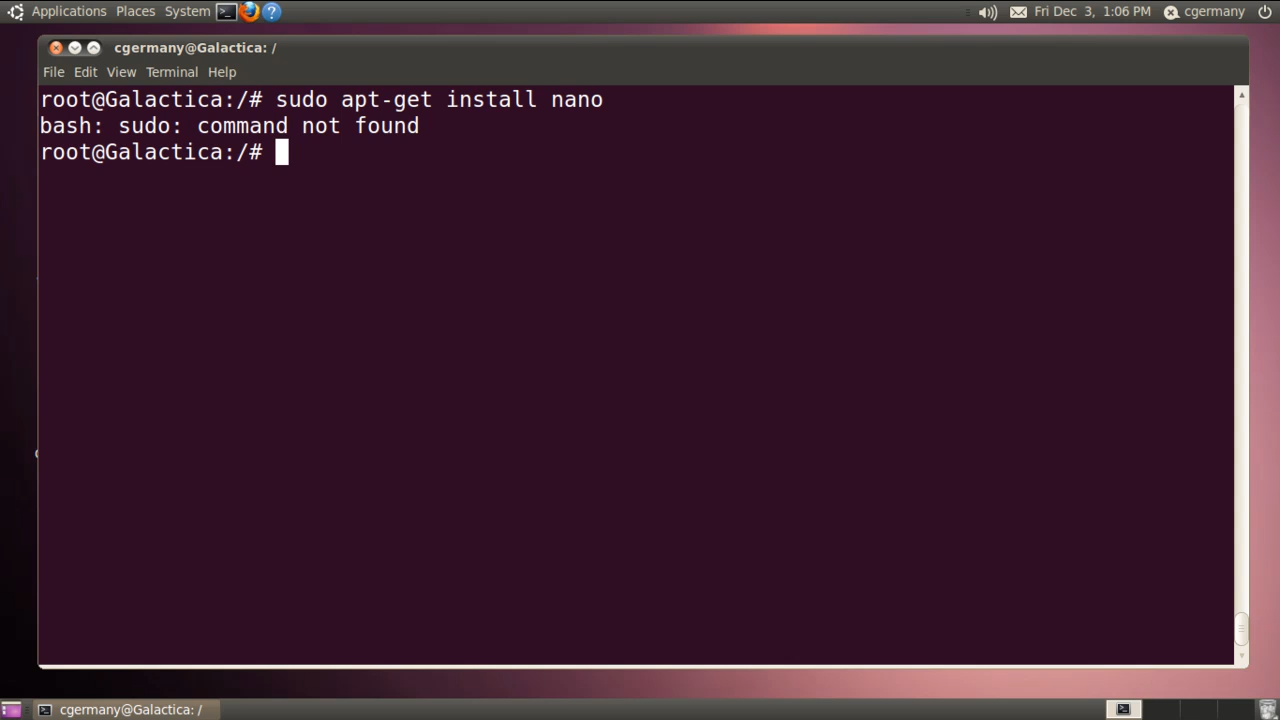 Applications Places System Fri Dec 3, 1:06 PM cgermany
cgermany@Galactica: /
File Edit View Terminal Help
root@Galactica:/# sudo apt-get install nano
bash: sudo: command not found
root@Galactica:/#
cgermany@Galactica: /